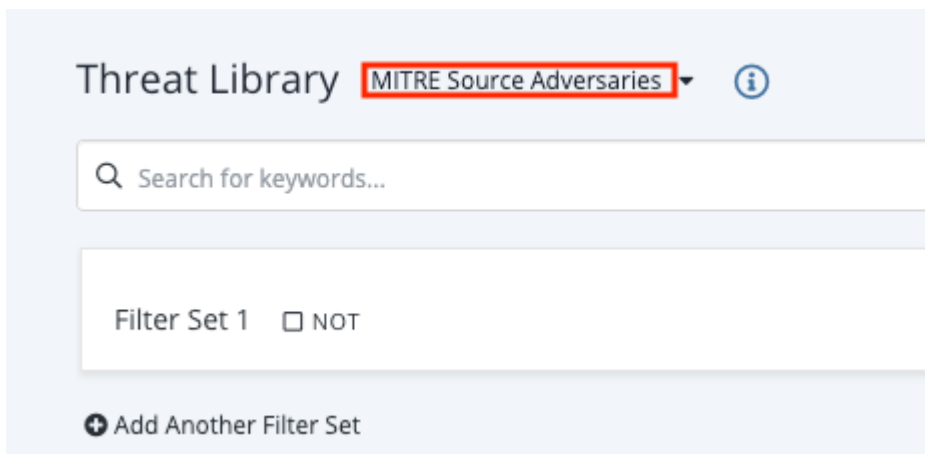 Threat Library MITRE Source Adversaries
Search for keywords...
Filter Set 1 NOT
Add Another Filter Set